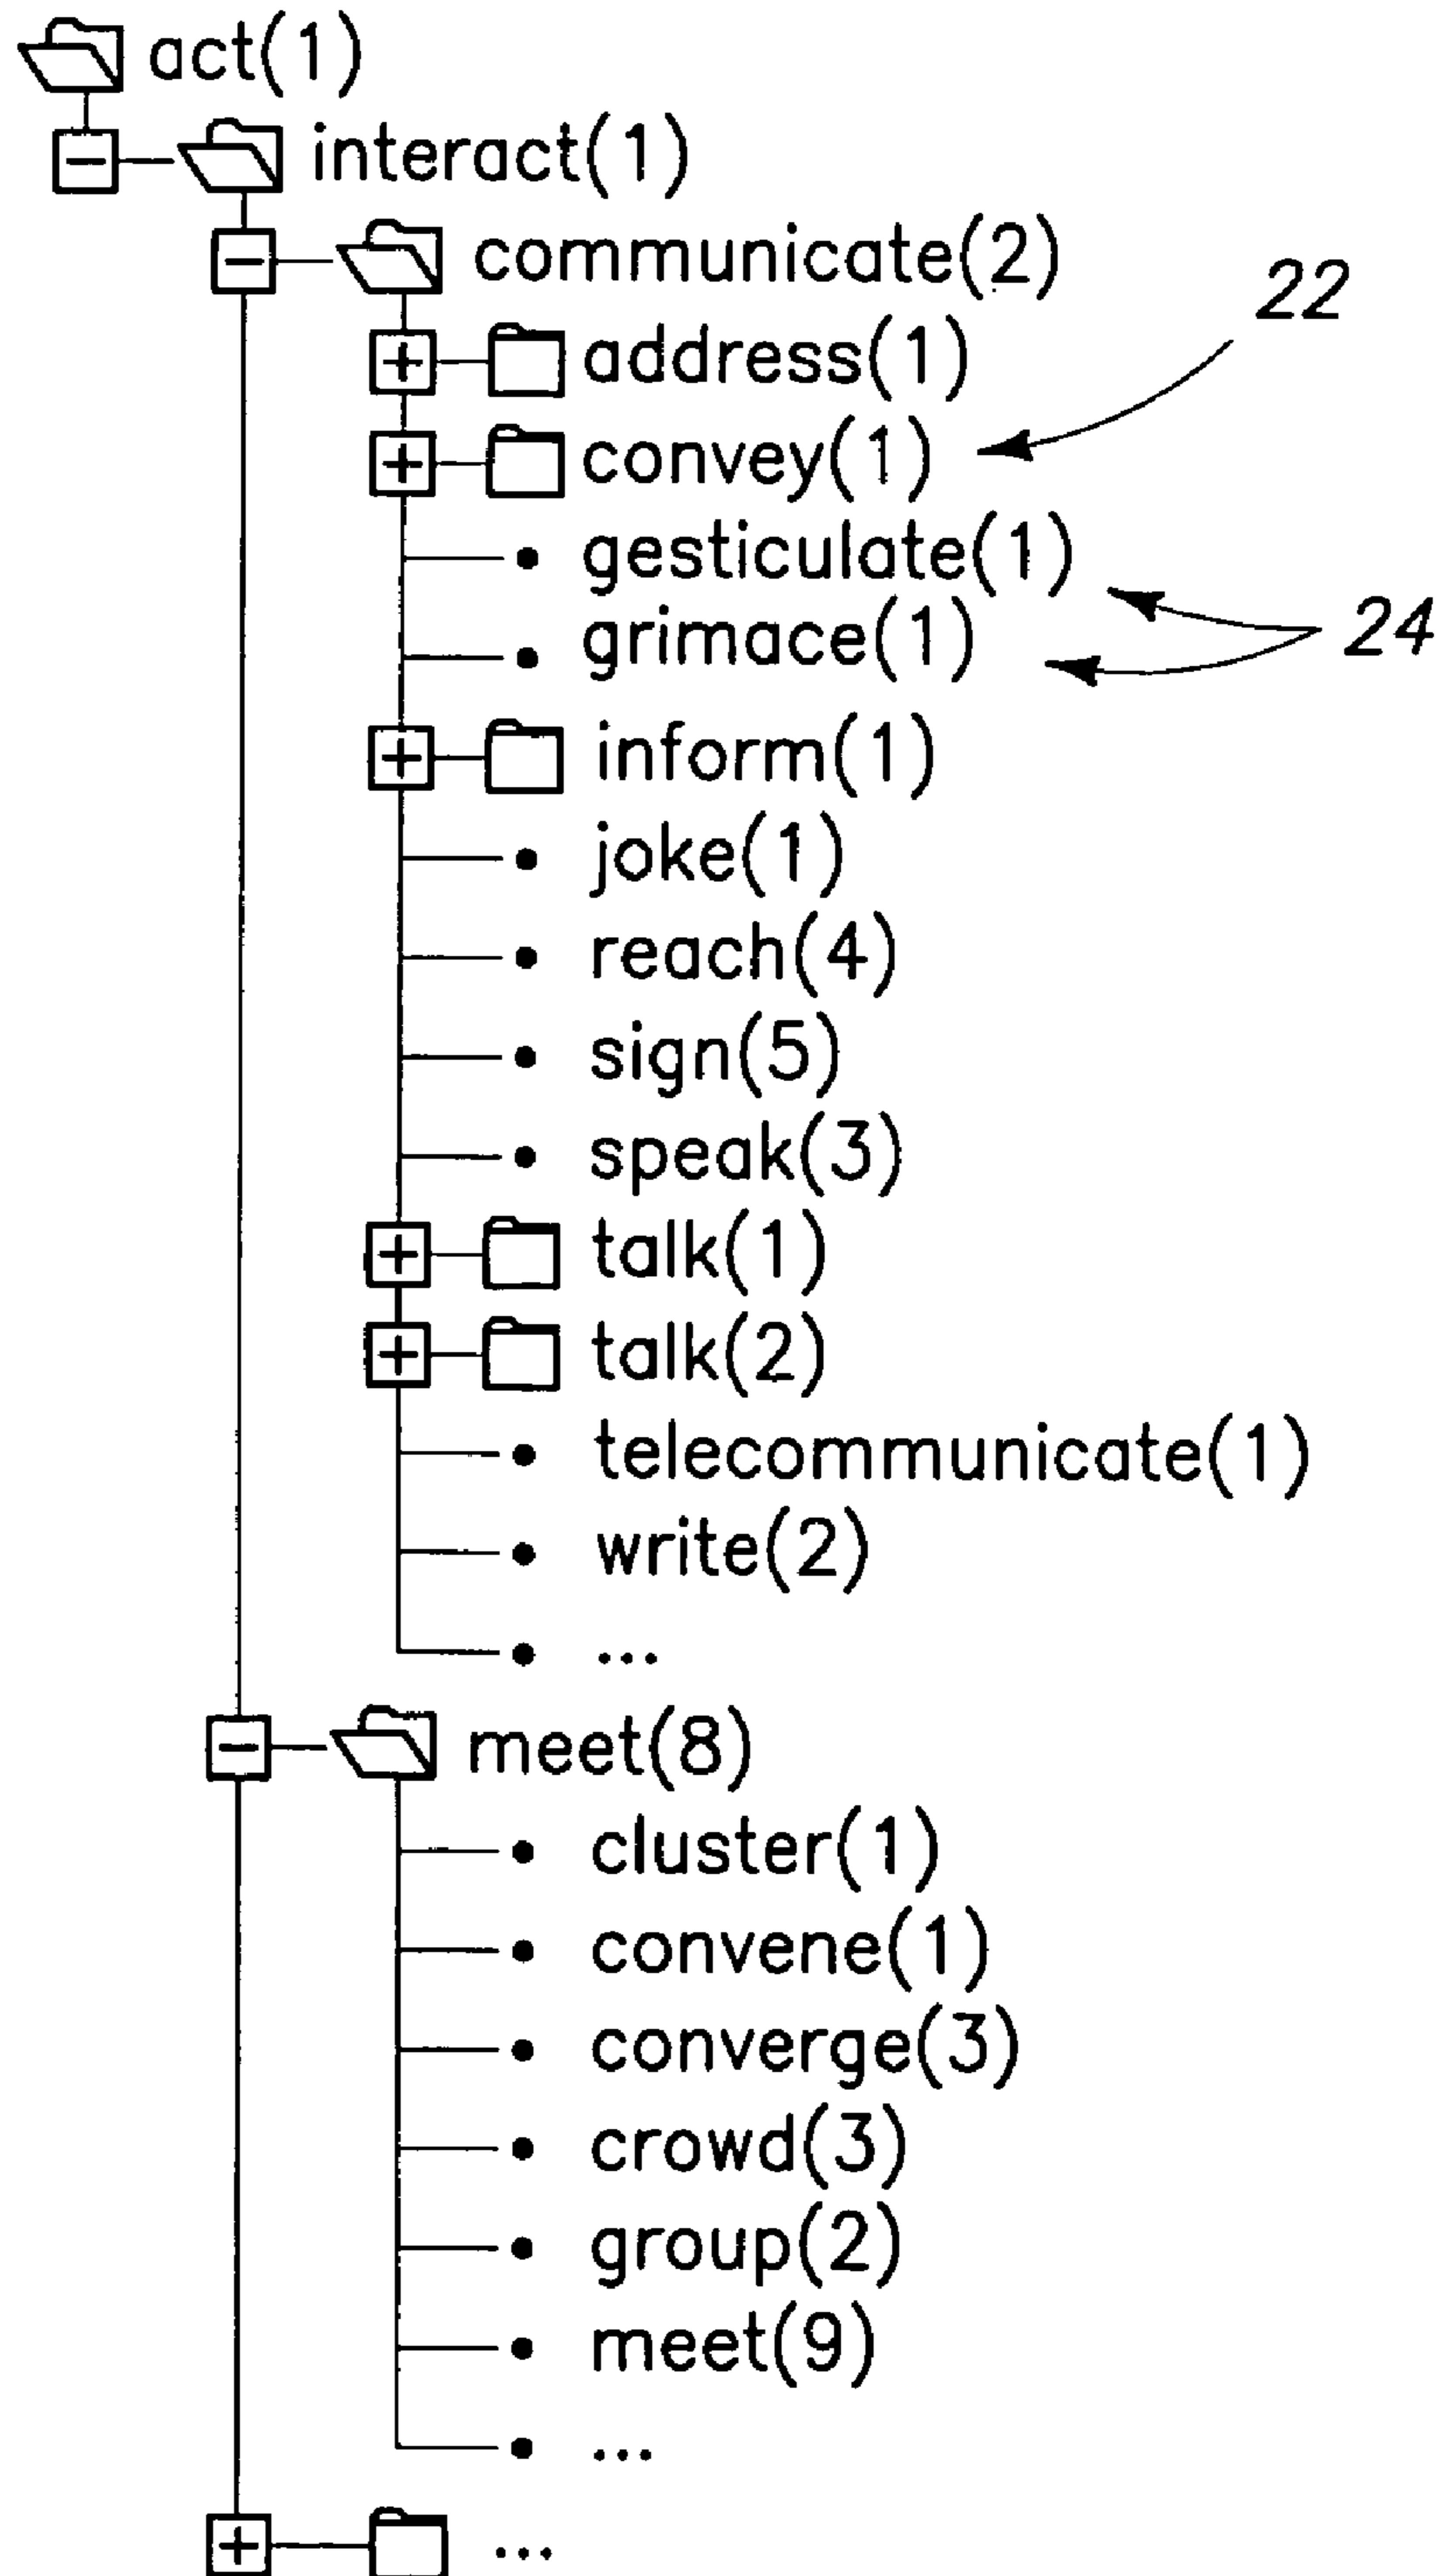 act(1)
interact(1)
communicate(2)
22
address(1)
convey(1)
gesticulate(1)
24
grimace(1)
inform(1)
joke(1)
reach(4)
sign(5)
speak(3)
talk(1)
talk(2)
telecommunicate(1)
write(2)
...
meet(8)
cluster(1)
convene(1)
converge(3)
crowd(3)
group(2)
meet(9)
...
...